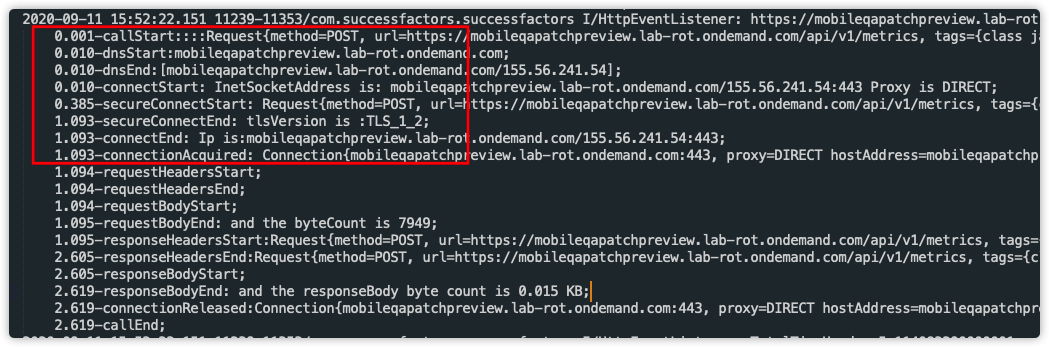 2020-09-11 15:52:22.151 11239-11353/com.successfactors.successfactors I/HttpEventListener: https://mobileqapatchpreview.lab-rot
0.001-callStart::::Request{method=POST, url=https://mobileqapatchpreview.lab-rot.ondemand.com/api/v1/metrics, tags={class ja
0.010-dnsStart:mobileqapatchpreview.lab-rot.ondemand.com;
0.010-dnsEnd:[mobileqapatchpreview.lab-rot.ondemand.com/155.56.241.54];
0.010-connectStart: InetSocketAddress is: mobileqapatchpreview.lab-rot.ondemand.com/155.56.241.54:443 Proxy is DIRECT;
0.385-secureConnectStart: Request{method=POST, url=https://mobileqapatchpreview.lab-rot.ondemand.com/api/v1/metrics, tags={c
1.093-secureConnectEnd: tlsVersion is :TLS_1_2;
1.093-connectEnd: Ip is:mobileqapatchpreview.lab-rot.ondemand.com/155.56.241.54:443;
1.093-connectionAcquired: Connection{mobileqapatchpreview.lab-rot.ondemand.com:443, proxy=DIRECT hostAddress=mobileqapatchp
1.094-requestHeadersStart;
1.094-requestHeadersEnd;
1.094-requestBodyStart;
1.095-requestBodyEnd: and the byteCount is 7949;
1.095-responseHeadersStart:Request{method=POST, url=https://mobileqapatchpreview.lab-rot.ondemand.com/api/v1/metrics, tags=
2.605-responseHeadersEnd:Request{method=POST, url=https://mobileqapatchpreview.lab-rot.ondemand.com/api/v1/metrics, tags={c
2.605-responseBodyStart;
2.619-responseBodyEnd: and the responseBody byte count is 0.015 KB;
2.619-connectionReleased:Connection{mobileqapatchpreview.lab-rot.ondemand.com:443, proxy=DIRECT hostAddress=mobileqapatchpre
2.619-callEnd;